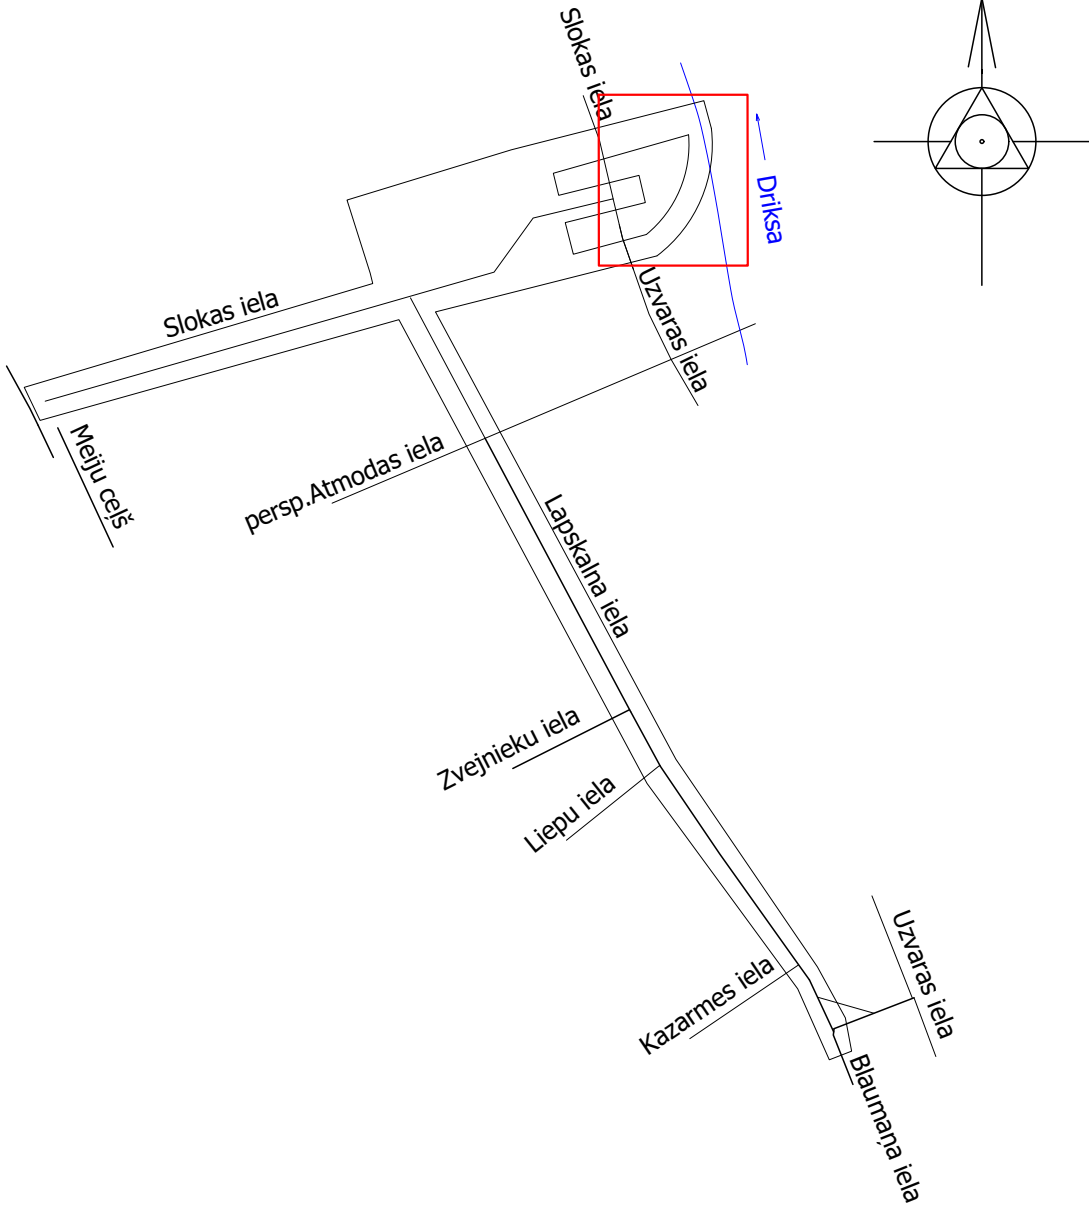 Slokas iela
Driksa
Uzvaras iela
Slokas iela
Meiju ceļš
persp.Atmodas iela
Lapskalna iela
Zvejnieku iela
Liepu iela
Kazarmes iela
Uzvaras iela
Blaumaņa iela